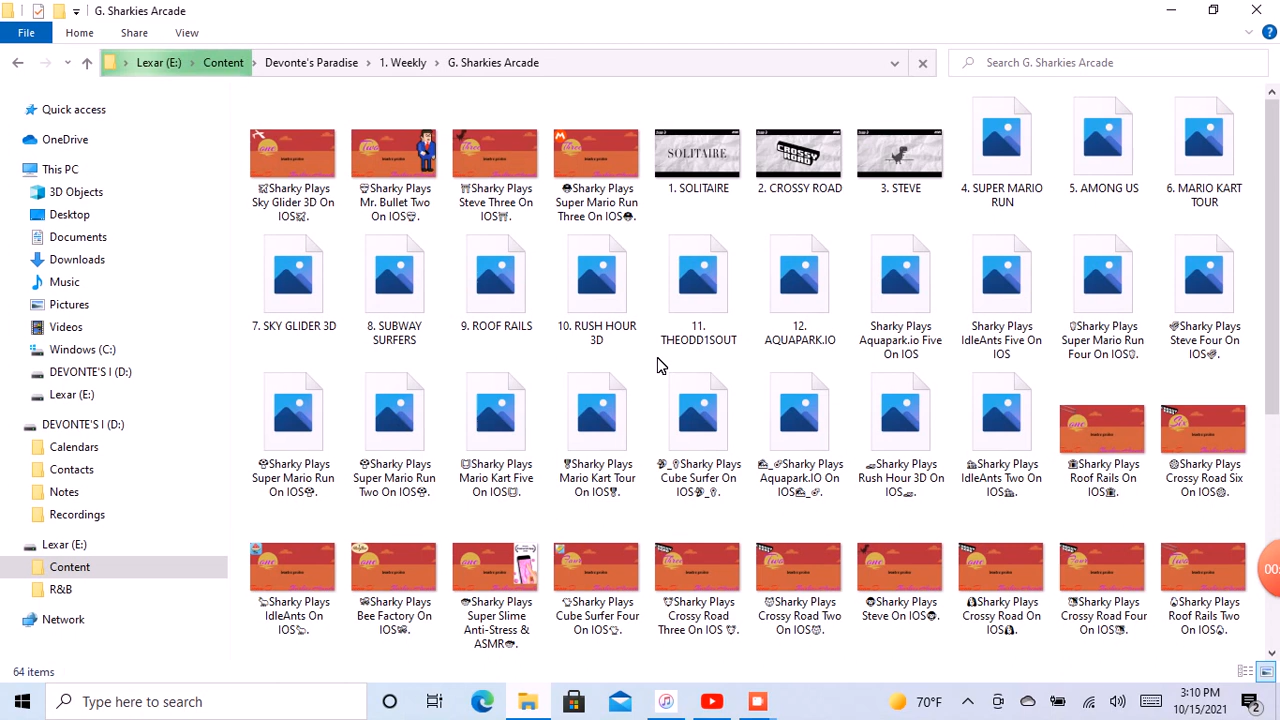 G. Sharkies Arcade
File Home Share View
Lexar (E:) Content Devonte's Paradise 1. Weekly G. Sharkies Arcade
Search G. Sharkies Arcade
Quick access
OneDrive
This PC
3D Objects
Desktop
Documents
Downloads
Music
Pictures
Videos
Windows (C:)
DEVONTE'S I (D:)
Lexar (E:)
DEVONTE'S I (D:)
Calendars
Contacts
Notes
Recordings
Lexar (E:)
Content
R&B
Network
Sharky Plays
Sky Glider 3D On
IOS.
Sharky Plays
Mr. Bullet Two
On IOS.
Sharky Plays
Steve Three On
IOS.
Sharky Plays
Super Mario Run
Three On IOS.
SOLITAIRE
1. SOLITAIRE
CROSSY ROAD
2. CROSSY ROAD
3. STEVE
4. SUPER MARIO
RUN
5. AMONG US
6. MARIO KART
TOUR
7. SKY GLIDER 3D
8. SUBWAY
SURFERS
9. ROOF RAILS
10. RUSH HOUR
3D
11.
THEODD1SOUT
12.
AQUAPARK.IO
Sharky Plays
Aquapark.io Five
On IOS
Sharky Plays
IdleAnts Five On
IOS
Sharky Plays
Super Mario Run
Four On IOS.
Sharky Plays
Steve Four On
IOS.
Sharky Plays
Super Mario Run
On IOS.
Sharky Plays
Super Mario Run
Two On IOS.
Sharky Plays
Mario Kart Five
On IOS.
Sharky Plays
Mario Kart Tour
On IOS.
Sharky Plays
Cube Surfer On
IOS.
Sharky Plays
Aquapark.IO On
IOS.
Sharky Plays
Rush Hour 3D On
IOS.
Sharky Plays
IdleAnts Two On
IOS.
Sharky Plays
Roof Rails On
IOS.
Sharky Plays
Crossy Road Six
On IOS.
Sharky Plays
IdleAnts On
IOS.
Sharky Plays
Bee Factory On
IOS.
Sharky Plays
Super Slime
Anti-Stress &
ASMR.
Sharky Plays
Cube Surfer Four
On IOS.
Sharky Plays
Crossy Road
Three On IOS.
Sharky Plays
Crossy Road Two
On IOS.
Sharky Plays
Steve On IOS.
Sharky Plays
Crossy Road On
IOS.
Sharky Plays
Crossy Road Four
On IOS.
Sharky Plays
Roof Rails Two
On IOS.
00:
64 items
Type here to search
70°F
3:10 PM
10/15/2021
2